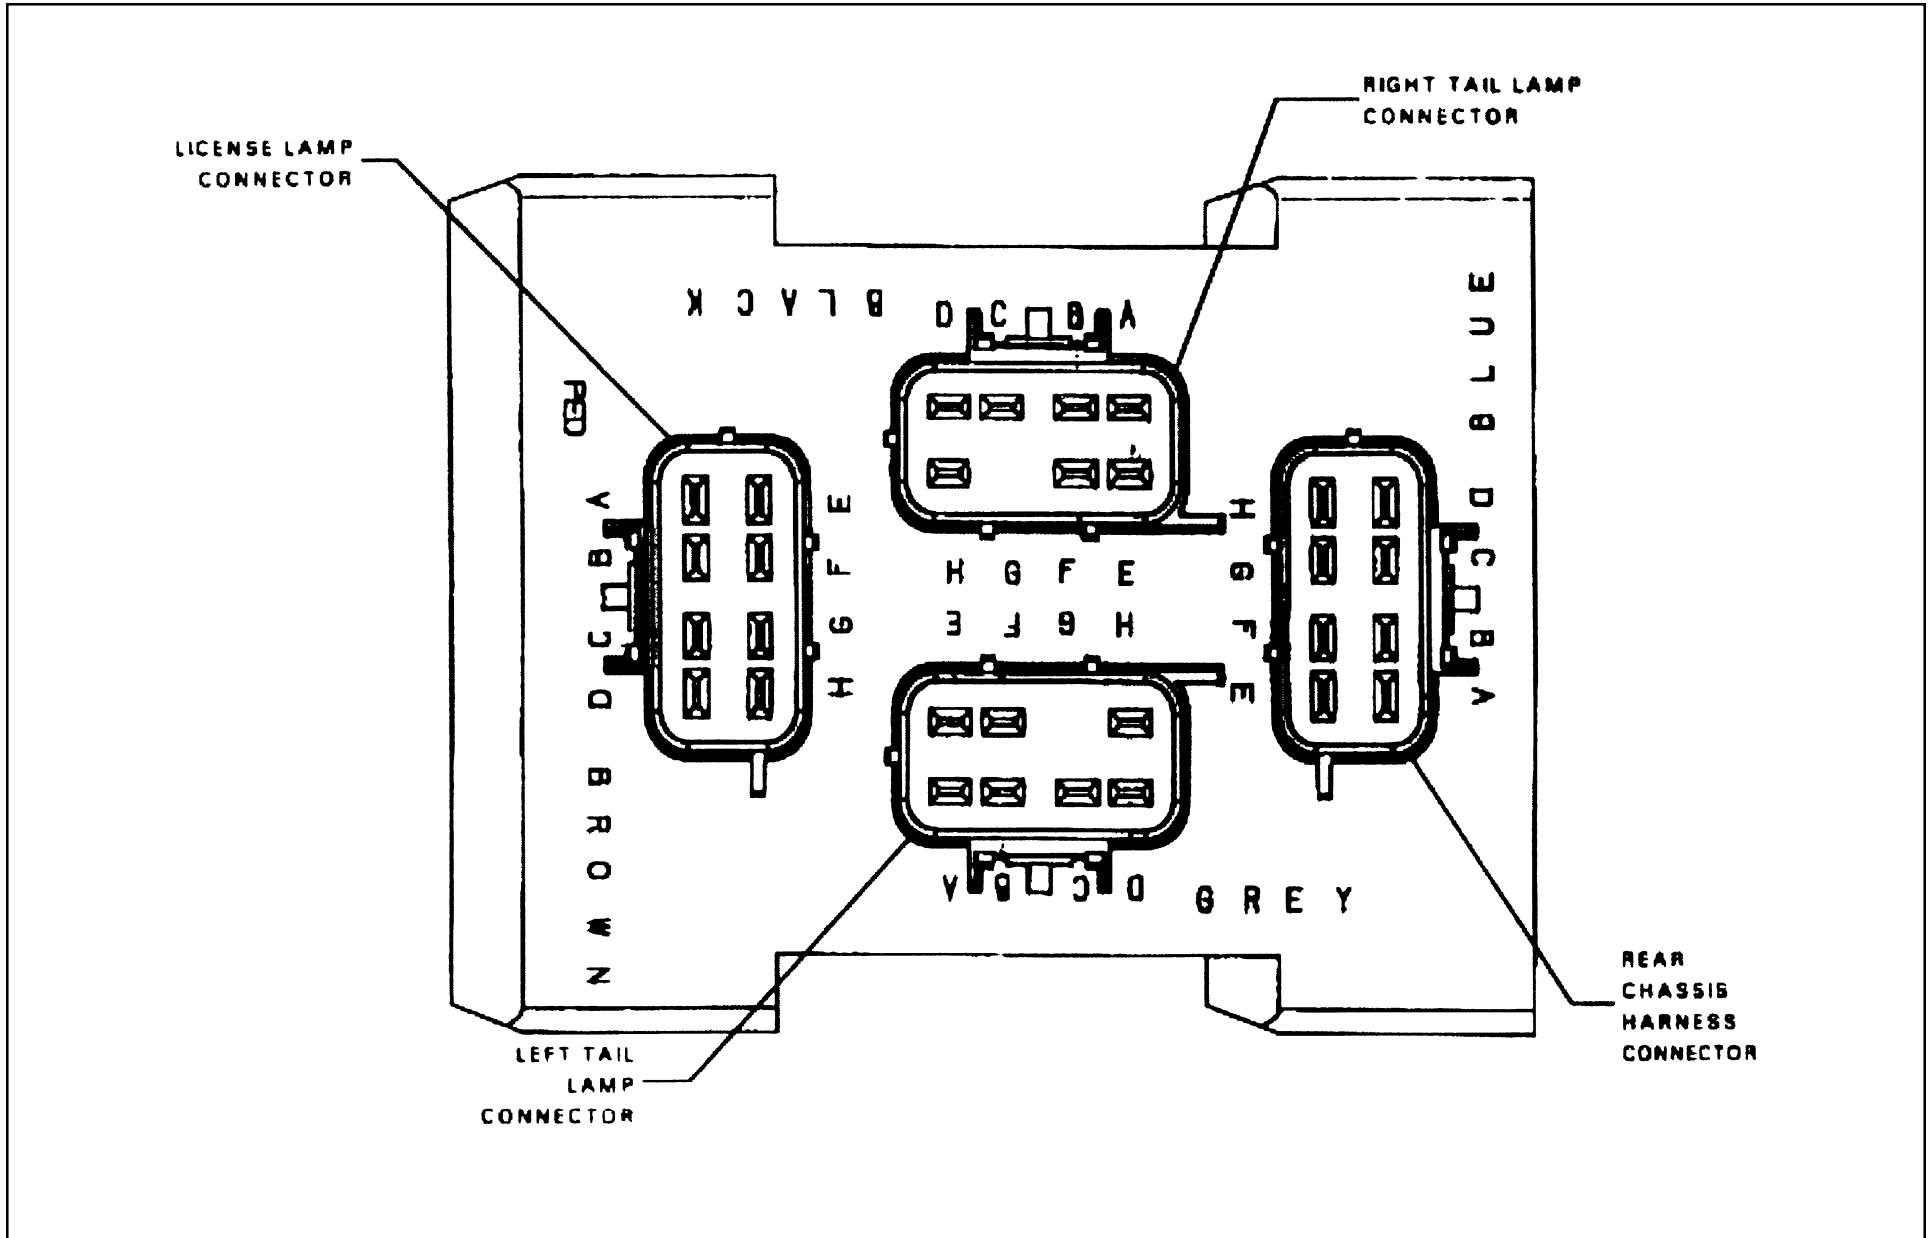 RIGHT TAIL LAMP
CONNECTOR
LICENSE LAMP
CONNECTOR
BLACK
D C B A
BLUE
A B C D
E F G H
H G F E
D C B A
H G F E
E F G H
A B C D
BROWN
GREY
REAR
CHASSIS
HARNESS
CONNECTOR
LEFT TAIL
LAMP
CONNECTOR